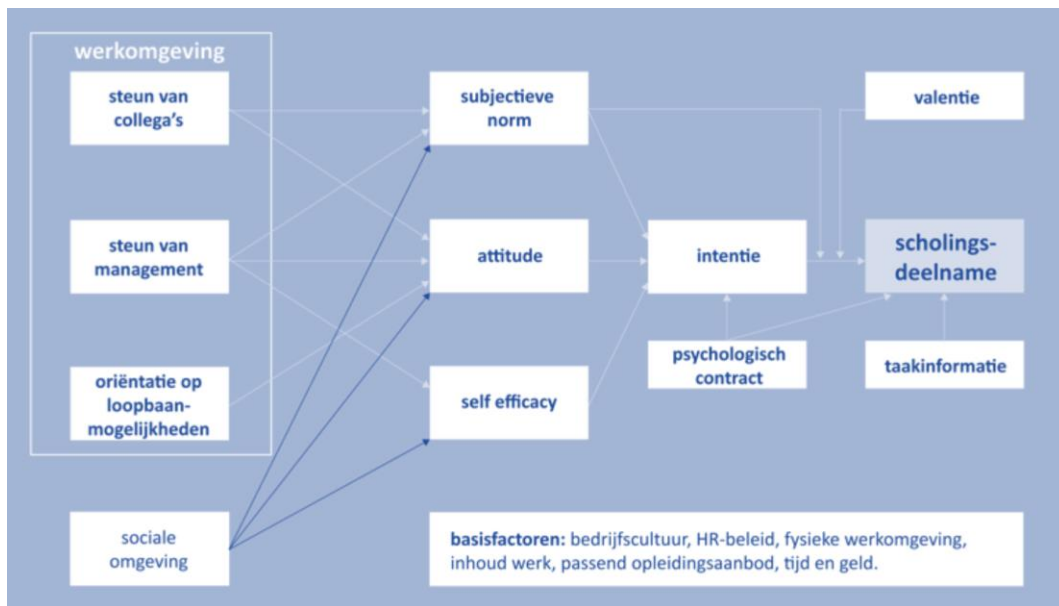 werkomgeving
steun van
collega's
subjectieve
norm
valentie
steun van
management
attitude
intentie
scholings-
deelname
oriëntatie op
loopbaan-
mogelijkheden
self efficacy
psychologisch
contract
taakinformatie
sociale
omgeving
basisfactoren: bedrijfscultuur, HR-beleid, fysieke werkomgeving,
inhoud werk, passend opleidingsaanbod, tijd en geld.